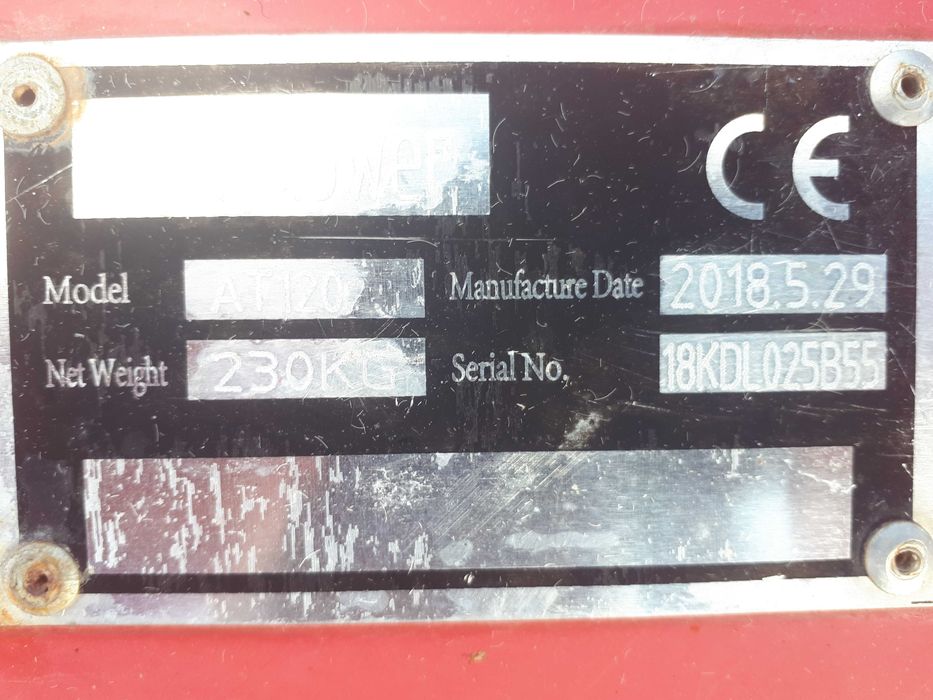 CE
Model
Manufacture Date 2018.5.29
Net Weight 230KG
Serial No. 18KDL025B55